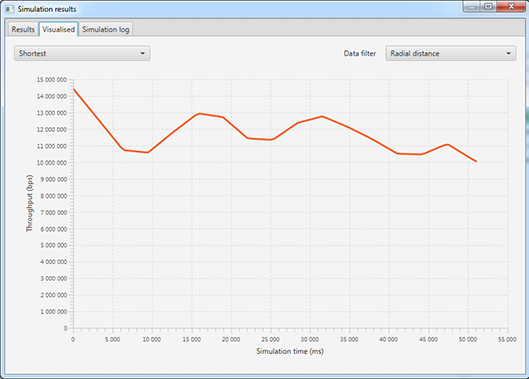 Simulation results
Results Visualised Simulation log
Shortest Data filter Radial distance
15 000 000
14 000 000
13 000 000
12 000 000
11 000 000
10 000 000
9 000 000
8 000 000
7 000 000
6 000 000
5 000 000
4 000 000
3 000 000
2 000 000
1 000 000
0
Throughput (bps)
0 5 000 10 000 15 000 20 000 25 000 30 000 35 000 40 000 45 000 50 000 55 000
Simulation time (ms)